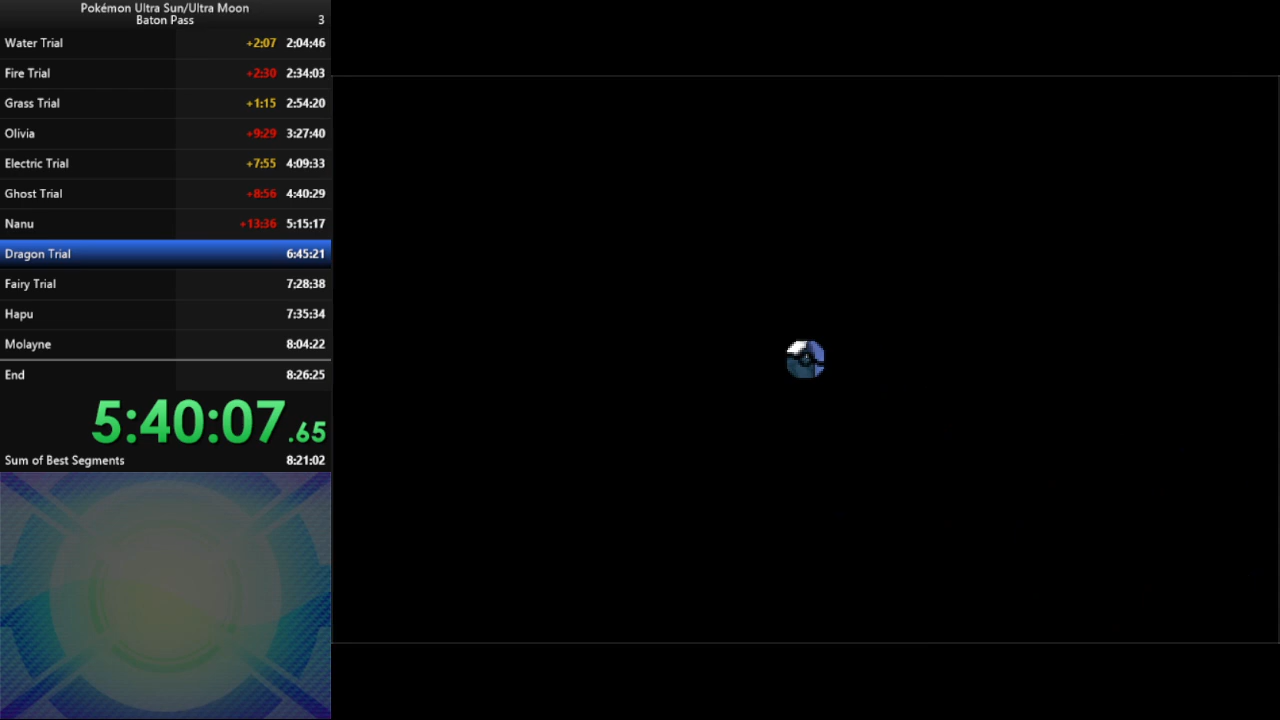 Pokémon Ultra Sun/Ultra Moon
Baton Pass 3
Water Trial +2:07 2:04:46
Fire Trial +2:30 2:34:03
Grass Trial +1:15 2:54:20
Olivia +9:29 3:27:40
Electric Trial +7:55 4:09:33
Ghost Trial +8:56 4:40:29
Nanu +13:36 5:15:17
Dragon Trial 6:45:21
Fairy Trial 7:28:38
Hapu 7:35:34
Molayne 8:04:22
End 8:26:25
5:40:07.65
Sum of Best Segments 8:21:02